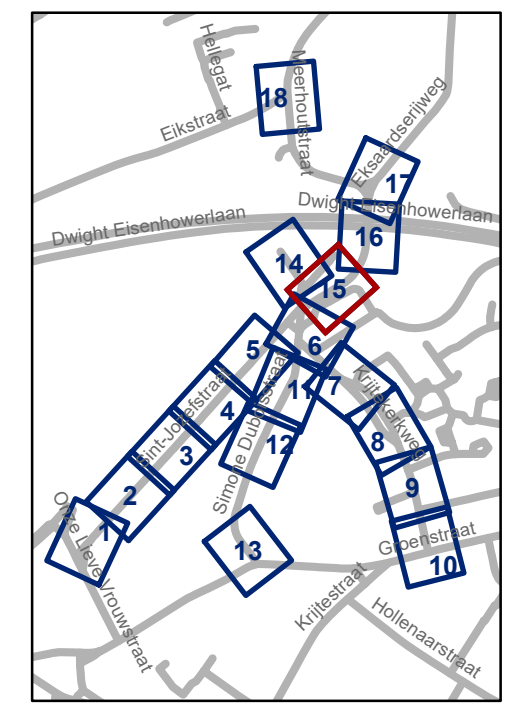 Hellegat
Meerhoutstraat
18
Eikstraat
Eksaardserijweg
17
Dwight Eisenhowerlaan
Dwight Eisenhowerlaan
16
14
15
5
6
Krijtekerkweg
11
7
Sint-Jozefstraat
4
Simone Duboisstraat
12
8
3
2
9
Onze Lieve Vrouwstraat
1
13
Groenstraat
10
Krijtestraat
Hollenaarstraat